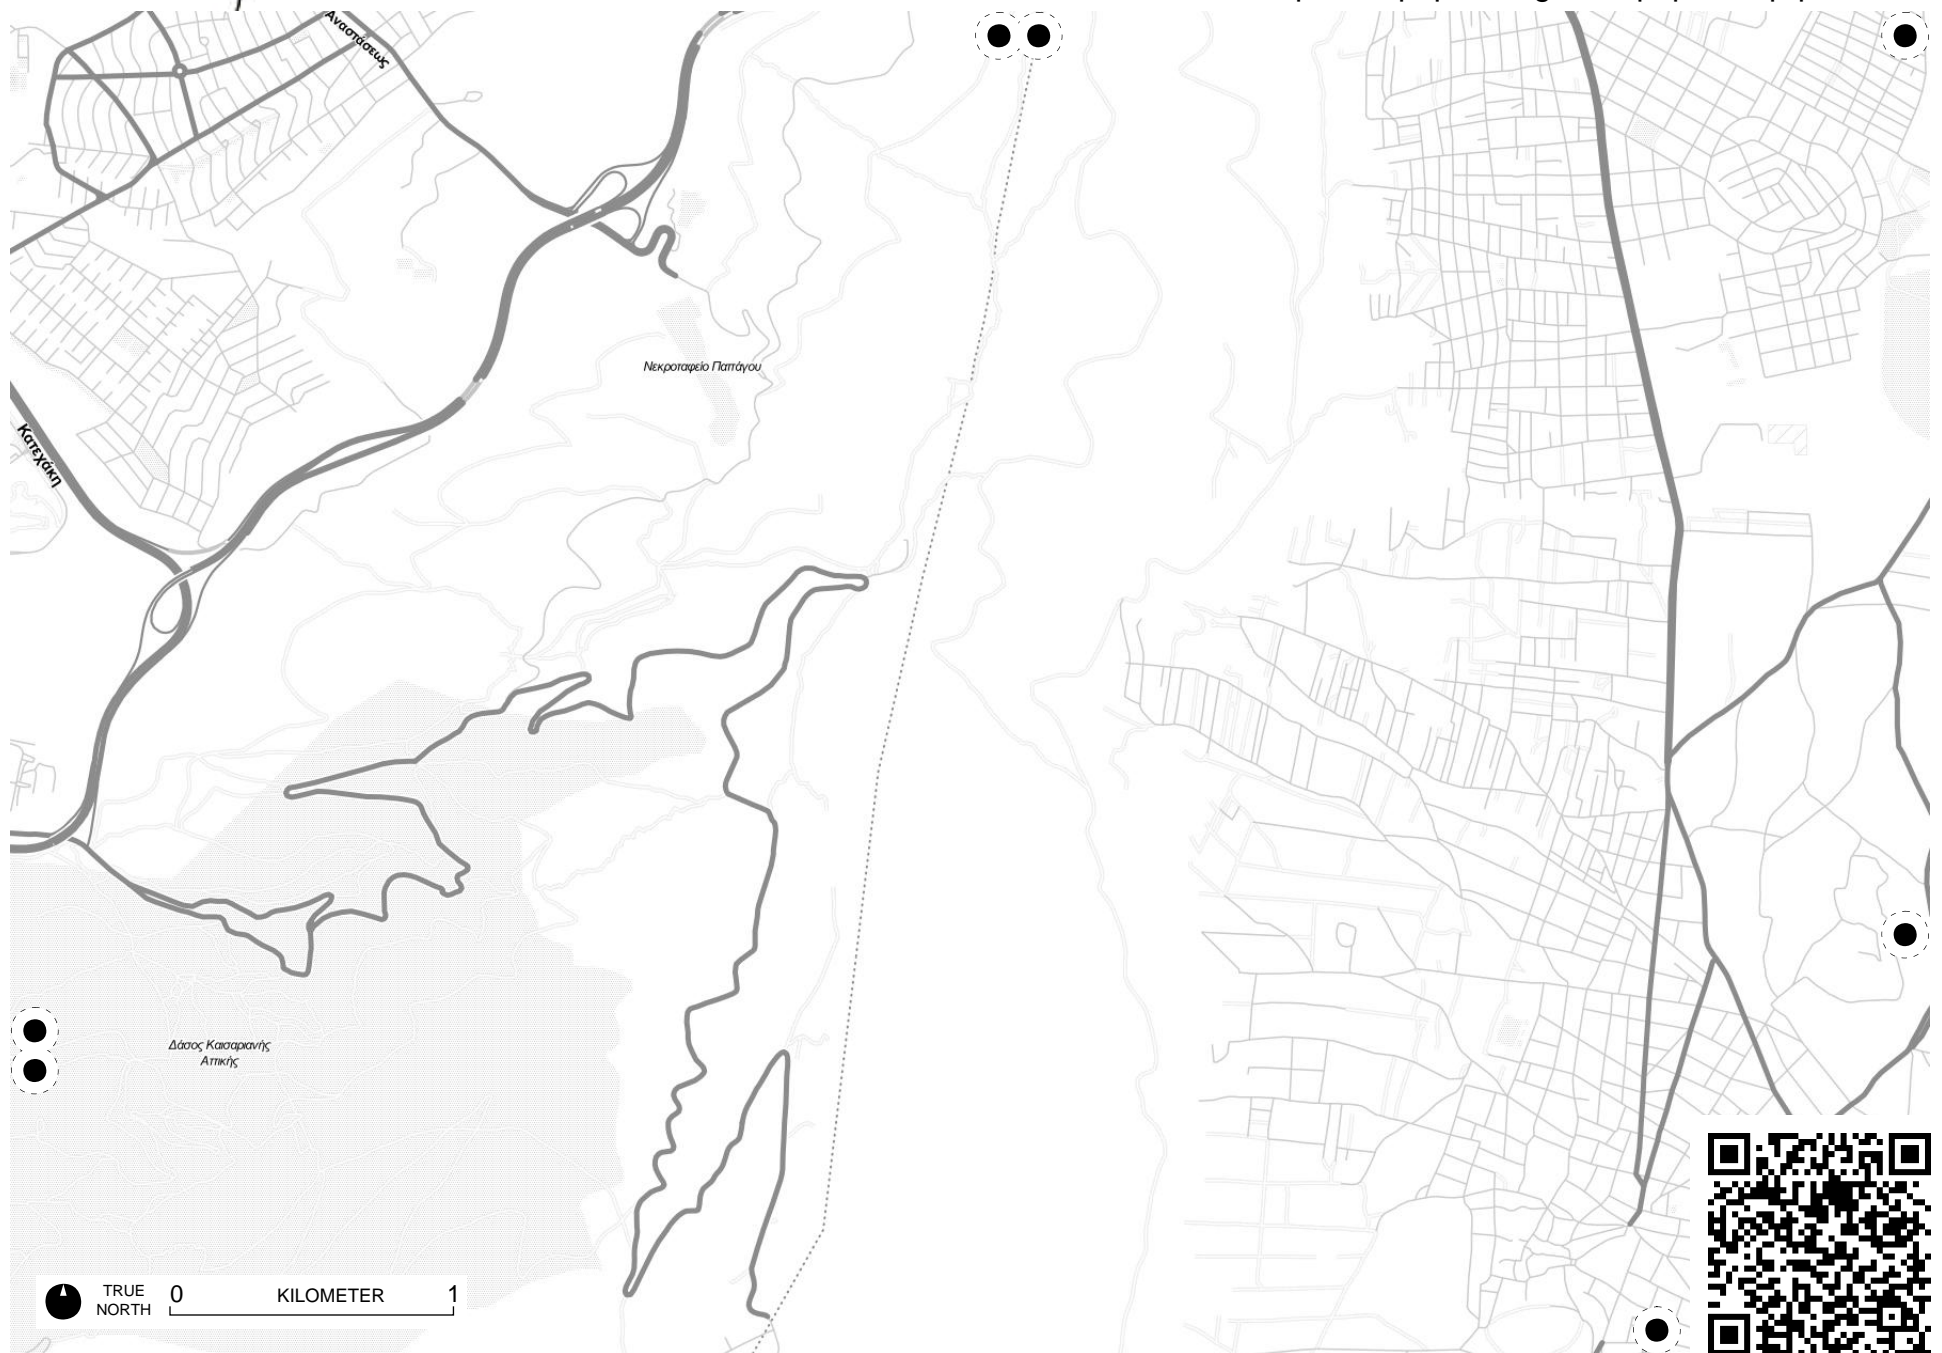 Αναστάσεως
Κατεχάκη
Νεκροταφείο Παπάγου
Δάσος Καισαριανής
Αττικής
TRUE
NORTH
0 KILOMETER 1